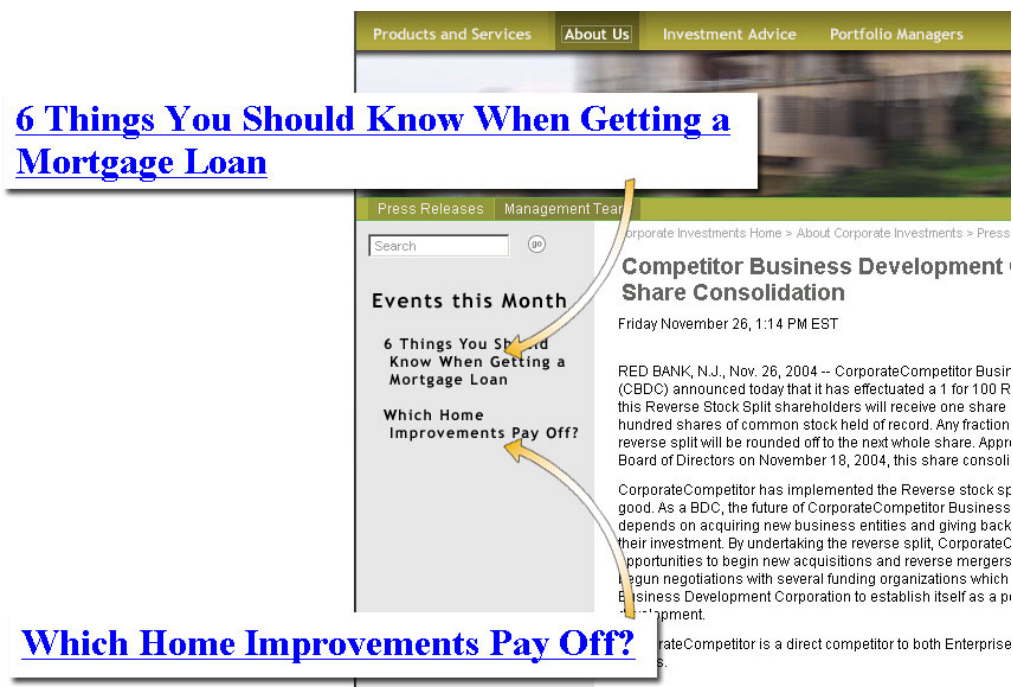 Products and Services About Us Investment Advice Portfolio Managers
6 Things You Should Know When Getting a
Mortgage Loan
Press Releases Management Team
Search go
Corporate Investments Home > About Corporate Investments > Press
Competitor Business Development
Share Consolidation
Friday November 26, 1:14 PM EST
Events this Month
6 Things You Should
Know When Getting a
Mortgage Loan
Which Home
Improvements Pay Off?
RED BANK, N.J., Nov. 26, 2004 -- CorporateCompetitor Busin
(CBDC) announced today that it has effectuated a 1 for 100 R
this Reverse Stock Split shareholders will receive one share
hundred shares of common stock held of record. Any fraction
reverse split will be rounded off to the next whole share. Appr
Board of Directors on November 18, 2004, this share consoli
CorporateCompetitor has implemented the Reverse stock sp
good. As a BDC, the future of CorporateCompetitor Business
depends on acquiring new business entities and giving back
their investment. By undertaking the reverse split, CorporateC
opportunities to begin new acquisitions and reverse mergers
begun negotiations with several funding organizations which
Business Development Corporation to establish itself as a p
development.
rateCompetitor is a direct competitor to both Enterprise
s.
Which Home Improvements Pay Off?